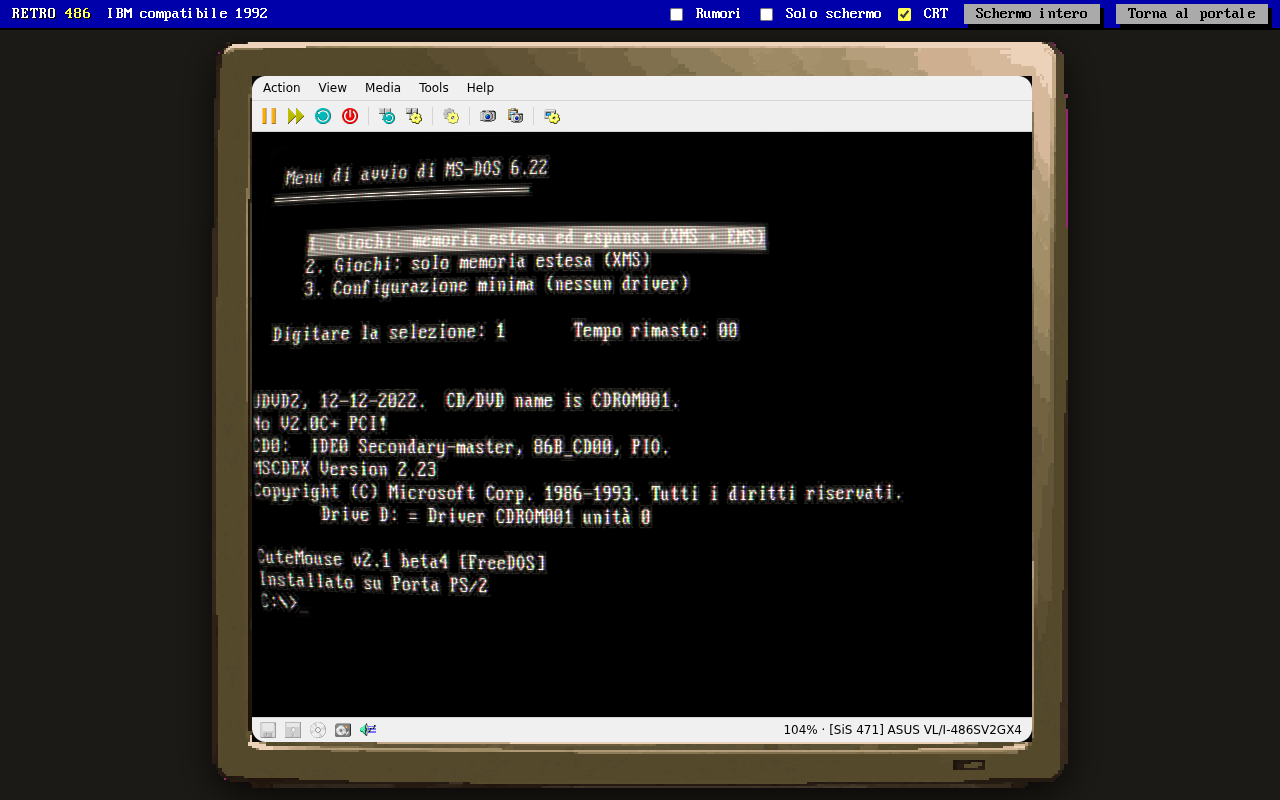 RETRO 486 IBM compatibile 1992
Rumori Solo schermo CRT Schermo intero Torna al portale
Action View Media Tools Help
Menu di avvio di MS-DOS 6.22
1. Giochi: memoria estesa ed espansa (XMS + EMS)
2. Giochi: solo memoria estesa (XMS)
3. Configurazione minima (nessun driver)
Digitare la selezione: 1 Tempo rimasto: 00
UDVD2, 12-12-2022. CD/DVD name is CDROM001.
No V2.0C+ PCI!
CD0: IDE0 Secondary-master, 86B_CD00, PIO.
MSCDEX Version 2.23
Copyright (C) Microsoft Corp. 1986-1993. Tutti i diritti riservati.
Drive D: = Driver CDROM001 unità 0
CuteMouse v2.1 beta4 [FreeDOS]
Installato su Porta PS/2
C:\>_
104% · [SiS 471] ASUS VL/I-486SV2GX4